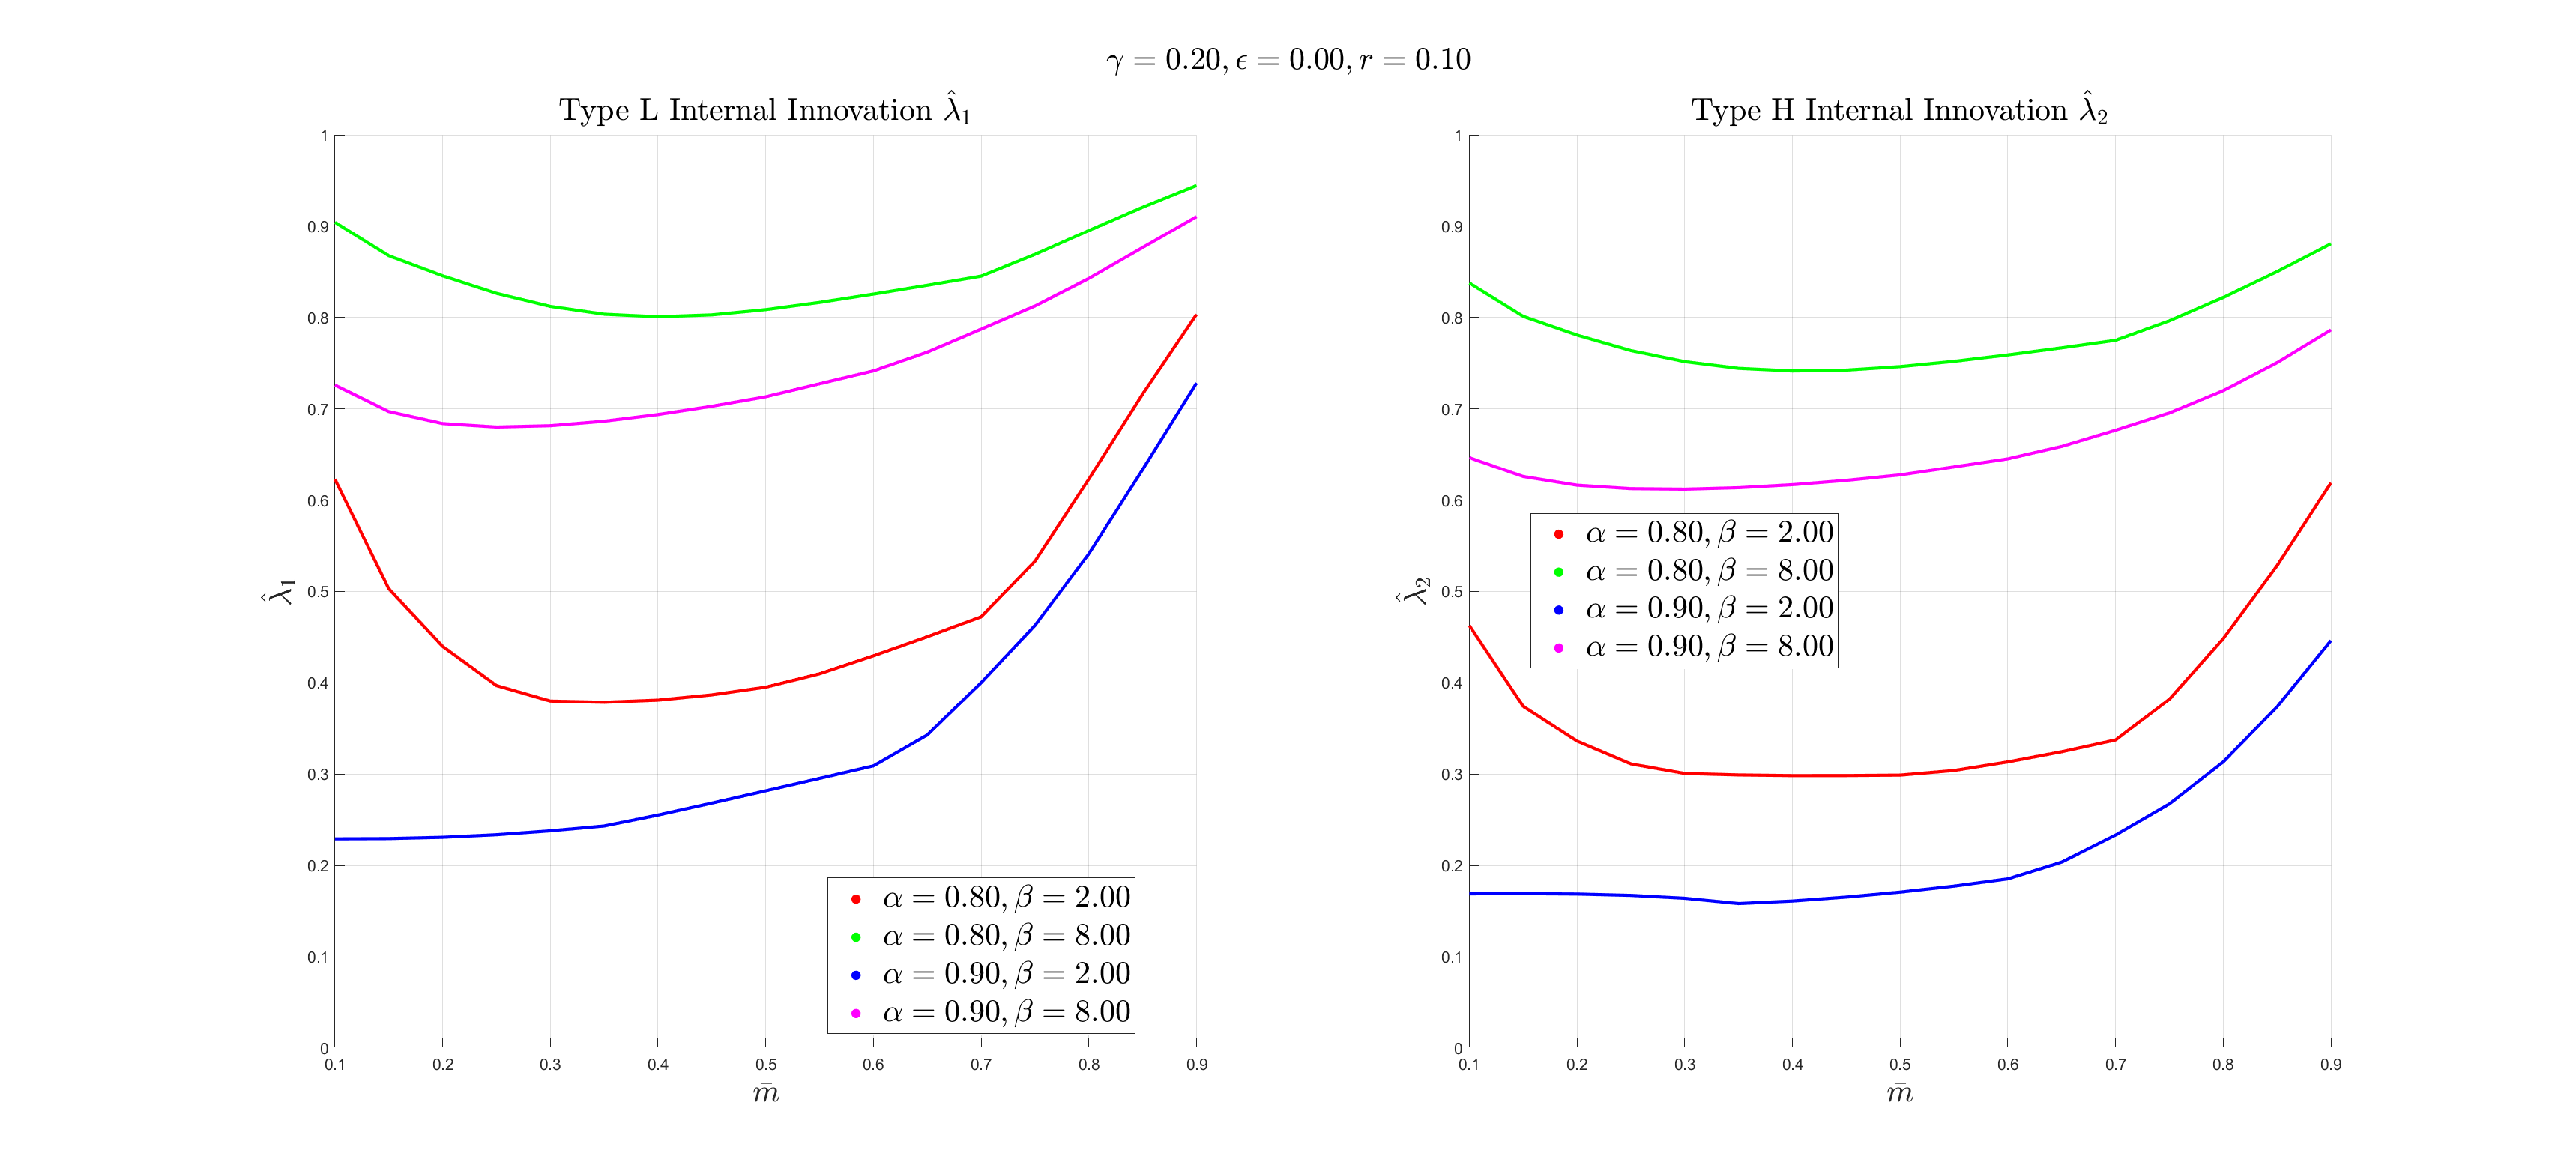 γ = 0.20, ϵ = 0.00, r = 0.10
Type L Internal Innovation λ̂₁
1
0.9
0.8
0.7
0.6
0.5
0.4
0.3
0.2
0.1
0
λ̂₁
0.1 0.2 0.3 0.4 0.5 0.6 0.7 0.8 0.9
m̄
α = 0.80, β = 2.00
α = 0.80, β = 8.00
α = 0.90, β = 2.00
α = 0.90, β = 8.00
Type H Internal Innovation λ̂₂
1
0.9
0.8
0.7
0.6
0.5
0.4
0.3
0.2
0.1
0
λ̂₂
0.1 0.2 0.3 0.4 0.5 0.6 0.7 0.8 0.9
m̄
α = 0.80, β = 2.00
α = 0.80, β = 8.00
α = 0.90, β = 2.00
α = 0.90, β = 8.00